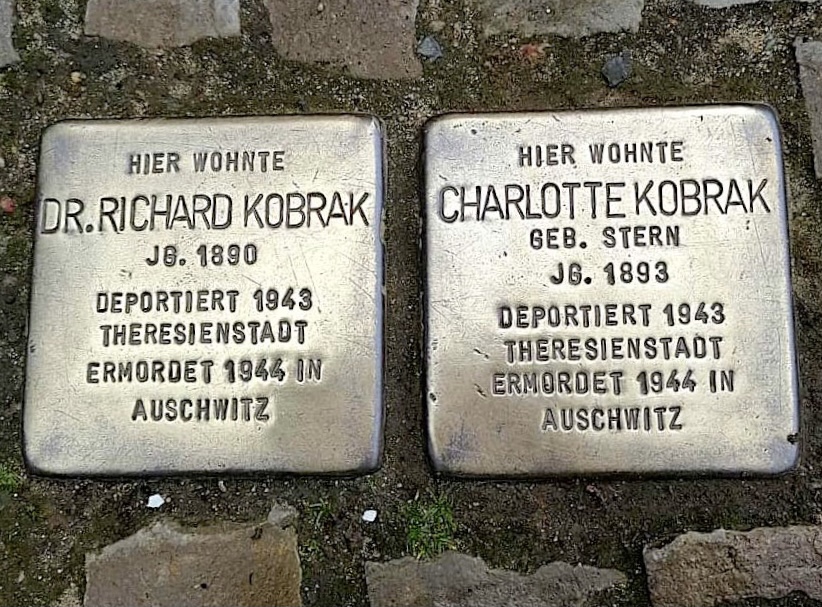 HIER WOHNTE
DR. RICHARD KOBRAK
JG. 1890
DEPORTIERT 1943
THERESIENSTADT
ERMORDET 1944 IN
AUSCHWITZ
HIER WOHNTE
CHARLOTTE KOBRAK
GEB. STERN
JG. 1893
DEPORTIERT 1943
THERESIENSTADT
ERMORDET 1944 IN
AUSCHWITZ